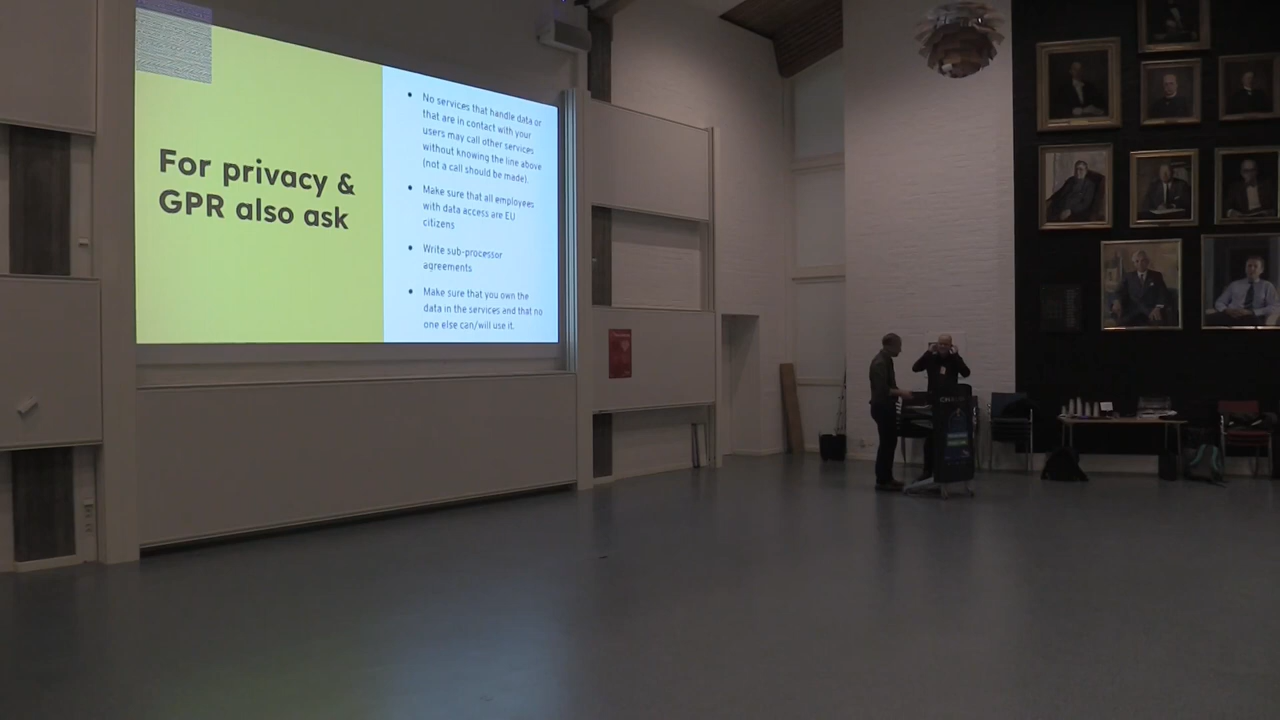 For privacy &
GPR also ask
No services that handle data or
that are in contact with your
users may call other services
without knowing the line above
(not a call should be made).
Make sure that all employees
with data access are EU
citizens
Write sub-processor
agreements
Make sure that you own the
data in the services and that no
one else can/will use it.